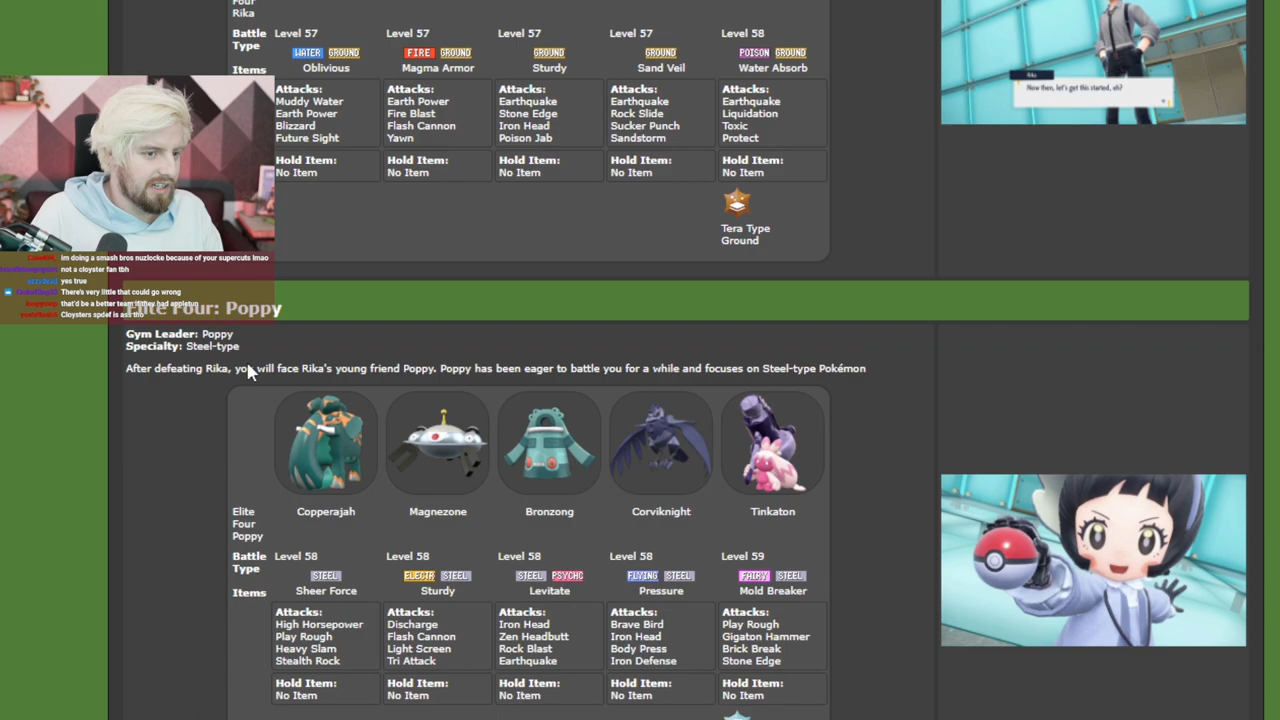 Four
Rika
Battle Type
Level 57
Level 57
Level 57
Level 57
Level 58
WATER GROUND
FIRE GROUND
GROUND
GROUND
POISON GROUND
Items
Oblivious
Magma Armor
Sturdy
Sand Veil
Water Absorb
Attacks:
Muddy Water
Earth Power
Blizzard
Future Sight
Attacks:
Earth Power
Fire Blast
Flash Cannon
Yawn
Attacks:
Earthquake
Stone Edge
Iron Head
Poison Jab
Attacks:
Earthquake
Rock Slide
Sucker Punch
Sandstorm
Attacks:
Earthquake
Liquidation
Toxic
Protect
Hold Item:
No Item
Hold Item:
No Item
Hold Item:
No Item
Hold Item:
No Item
Hold Item:
No Item
Tera Type
Ground
Rika
Now then, let's get this started, eh?
im doing a smash bros nuzlocke because of your supercuts lmao
not a cloyster fan tbh
yes true
There's very little that could go wrong
that'd be a better team if they had appletun
Cloysters spdef is ass tho
Elite Four: Poppy
Gym Leader: Poppy
Specialty: Steel-type
After defeating Rika, you will face Rika's young friend Poppy. Poppy has been eager to battle you for a while and focuses on Steel-type Pokémon
Elite
Four
Poppy
Copperajah
Magnezone
Bronzong
Corviknight
Tinkaton
Battle Type
Level 58
Level 58
Level 58
Level 58
Level 59
STEEL
ELECTR STEEL
STEEL PSYCHC
FLYING STEEL
FAIRY STEEL
Items
Sheer Force
Sturdy
Levitate
Pressure
Mold Breaker
Attacks:
High Horsepower
Play Rough
Heavy Slam
Stealth Rock
Attacks:
Discharge
Flash Cannon
Light Screen
Tri Attack
Attacks:
Iron Head
Zen Headbutt
Rock Blast
Earthquake
Attacks:
Brave Bird
Iron Head
Body Press
Iron Defense
Attacks:
Play Rough
Gigaton Hammer
Brick Break
Stone Edge
Hold Item:
No Item
Hold Item:
No Item
Hold Item:
No Item
Hold Item:
No Item
Hold Item:
No Item